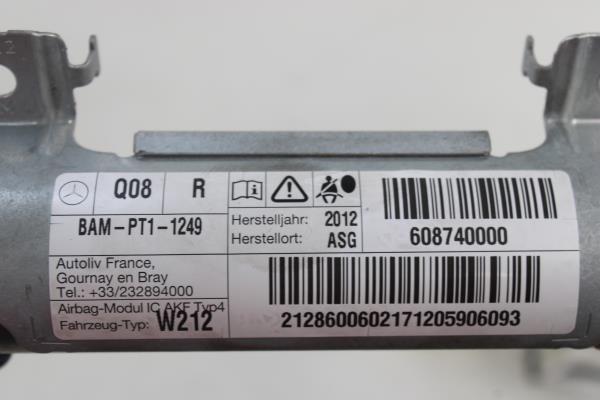 Q08 R
BAM-PT1-1249
Herstelljahr: 2012
Herstellort: ASG
608740000
Autoliv France,
Gournay en Bray
Tel.: +33/232894000
Airbag-Modul IC AKF Typ4
Fahrzeug-Typ: W212
2128600602171205906093